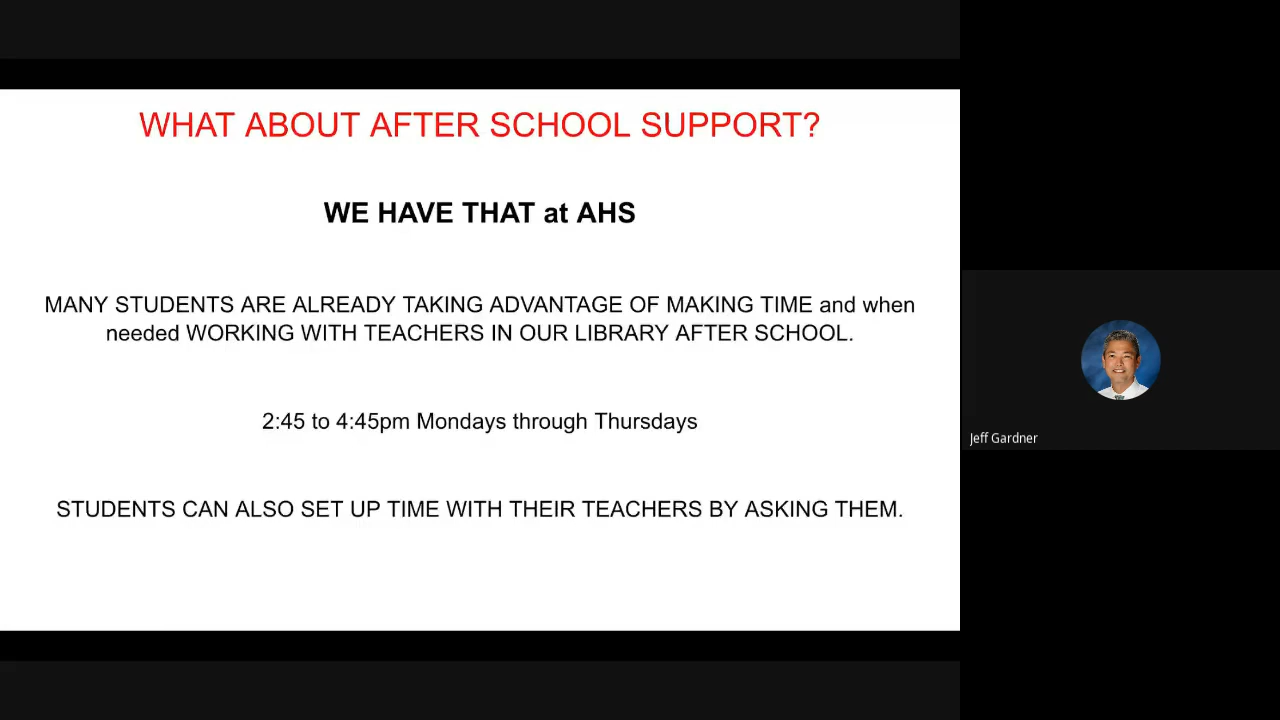 WHAT ABOUT AFTER SCHOOL SUPPORT?
WE HAVE THAT at AHS
MANY STUDENTS ARE ALREADY TAKING ADVANTAGE OF MAKING TIME and when
needed WORKING WITH TEACHERS IN OUR LIBRARY AFTER SCHOOL.
2:45 to 4:45pm Mondays through Thursdays
STUDENTS CAN ALSO SET UP TIME WITH THEIR TEACHERS BY ASKING THEM.
Jeff Gardner